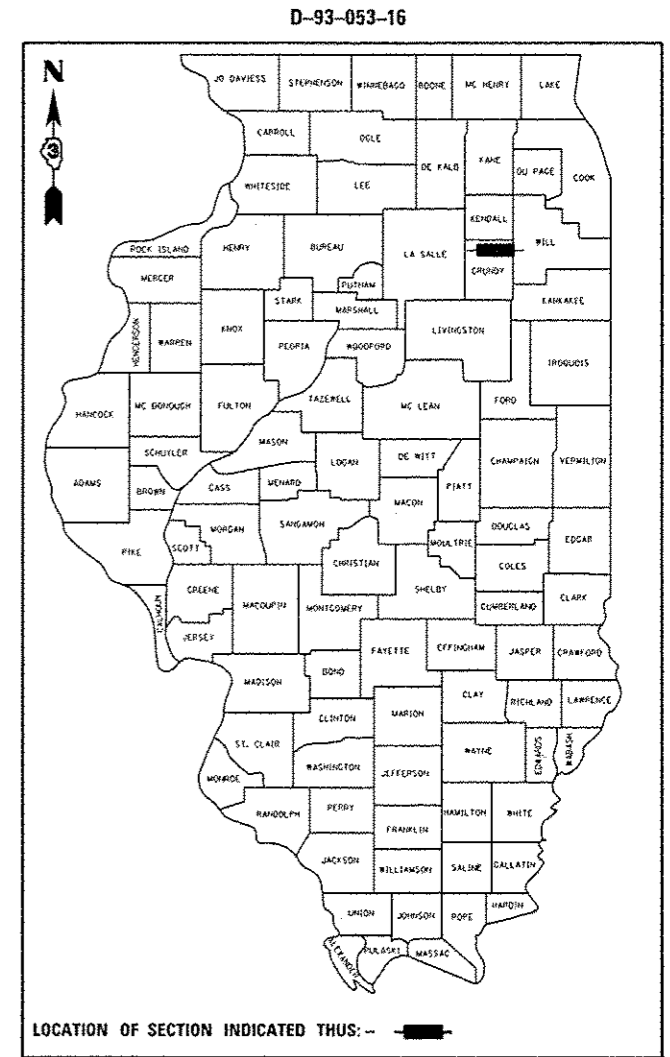 D-93-053-16
N
3
JO DAVIESS STEPHENSON WINNEBAGO BOONE MC HENRY LAKE
CARROLL OGLE DE KALB KANE DU PAGE COOK
WHITESIDE LEE KENDALL WILL
ROCK ISLAND HENRY BUREAU LA SALLE GRUNDY
MERCER PUTNAM KANKAKEE
STARK MARSHALL LIVINGSTON
HENDERSON WARREN KNOX PEORIA WOODFORD IROQUOIS
HANCOCK MC DONOUGH FULTON TAZEWELL MC LEAN FORD
SCHUYLER MASON LOGAN DE WITT CHAMPAIGN VERMILION
ADAMS BROWN CASS MENARD MACON PIATT
PIKE SCOTT MORGAN SANGAMON CHRISTIAN MOULTRIE DOUGLAS EDGAR
COLES
CALHOUN GREENE MACOUPIN MONTGOMERY SHELBY CUMBERLAND CLARK
JERSEY FAYETTE EFFINGHAM JASPER CRAWFORD
MADISON BOND CLAY RICHLAND LAWRENCE
CLINTON MARION
ST. CLAIR WAYNE EDWARDS WABASH
MONROE WASHINGTON JEFFERSON
RANDOLPH PERRY HAMILTON WHITE
FRANKLIN
JACKSON WILLIAMSON SALINE GALLATIN
UNION JOHNSON POPE HARDIN
ALEXANDER PULASKI MASSAC
LOCATION OF SECTION INDICATED THUS: -